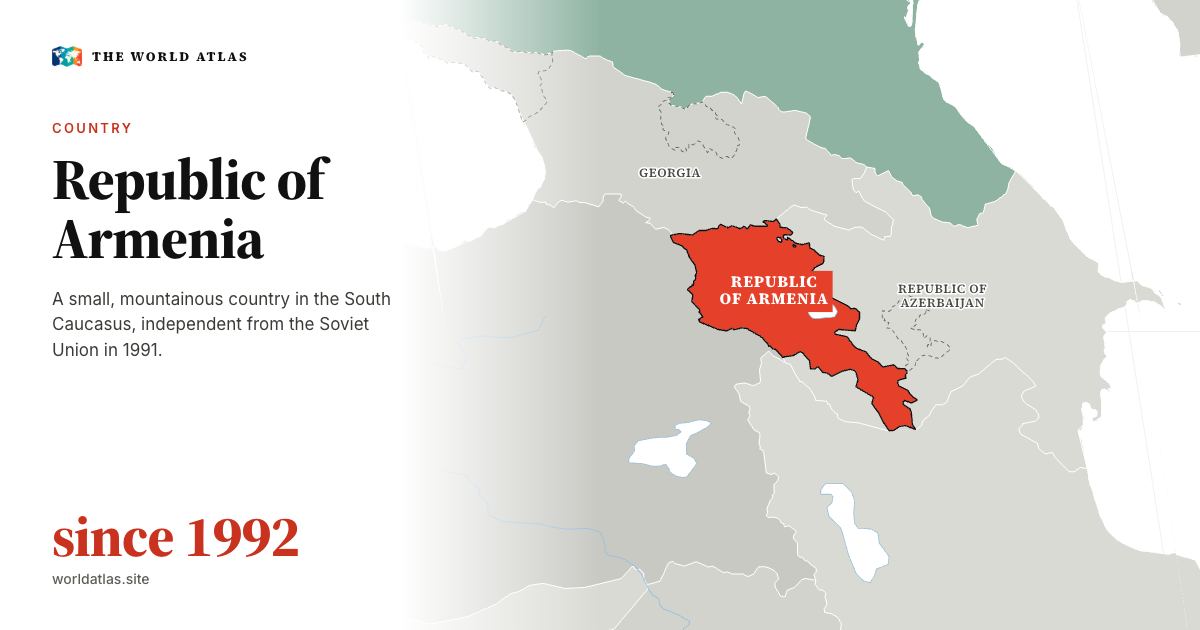 THE WORLD ATLAS
COUNTRY
Republic of
Armenia
A small, mountainous country in the South
Caucasus, independent from the Soviet
Union in 1991.
since 1992
worldatlas.site
GEORGIA
REPUBLIC
OF ARMENIA
REPUBLIC OF
AZERBAIJAN